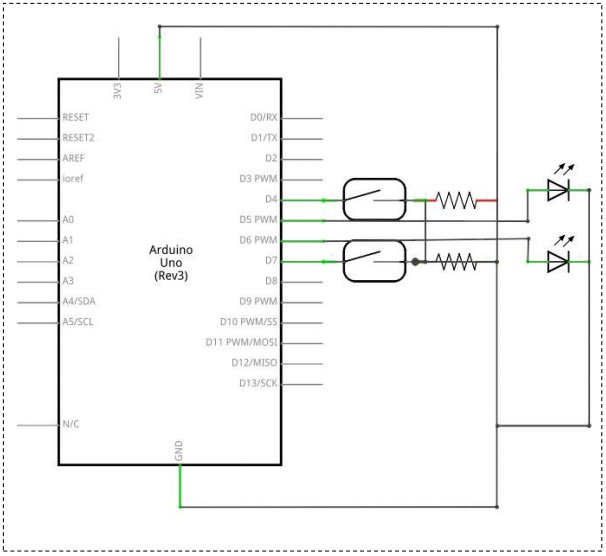 3V3
5V
VIN
RESET
D0/RX
RESET2
D1/TX
AREF
D2
ioref
D3 PWM
D4
A0
D5 PWM
A1
D6 PWM
A2
D7
A3
D8
A4/SDA
D9 PWM
A5/SCL
D10 PWM/SS
D11 PWM/MOSI
D12/MISO
D13/SCK
Arduino
Uno
(Rev3)
N/C
GND